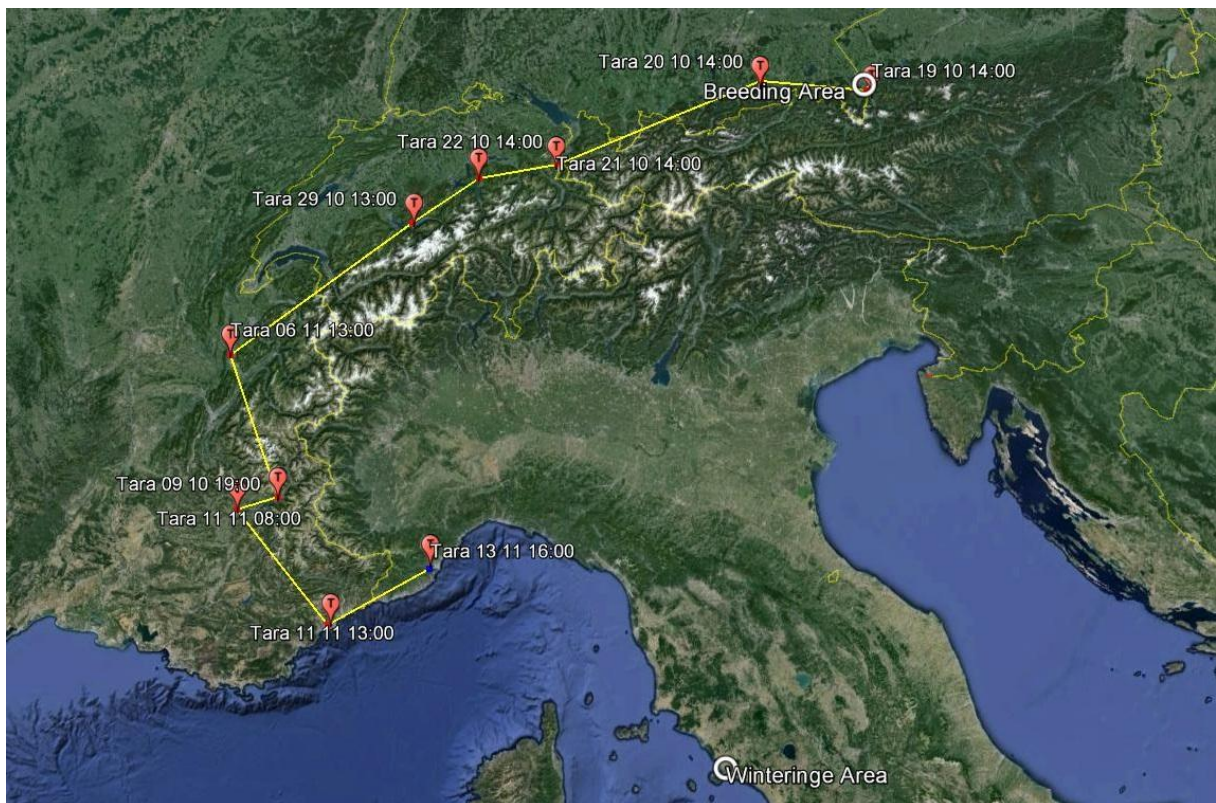 Tara 20 10 14:00
Tara 19 10 14:00
Breeding Area
Tara 22 10 14:00
Tara 21 10 14:00
Tara 29 10 13:00
Tara 06 11 13:00
Tara 09 10 19:00
Tara 11 11 08:00
Tara 13 11 16:00
Tara 11 11 13:00
Winteringe Area